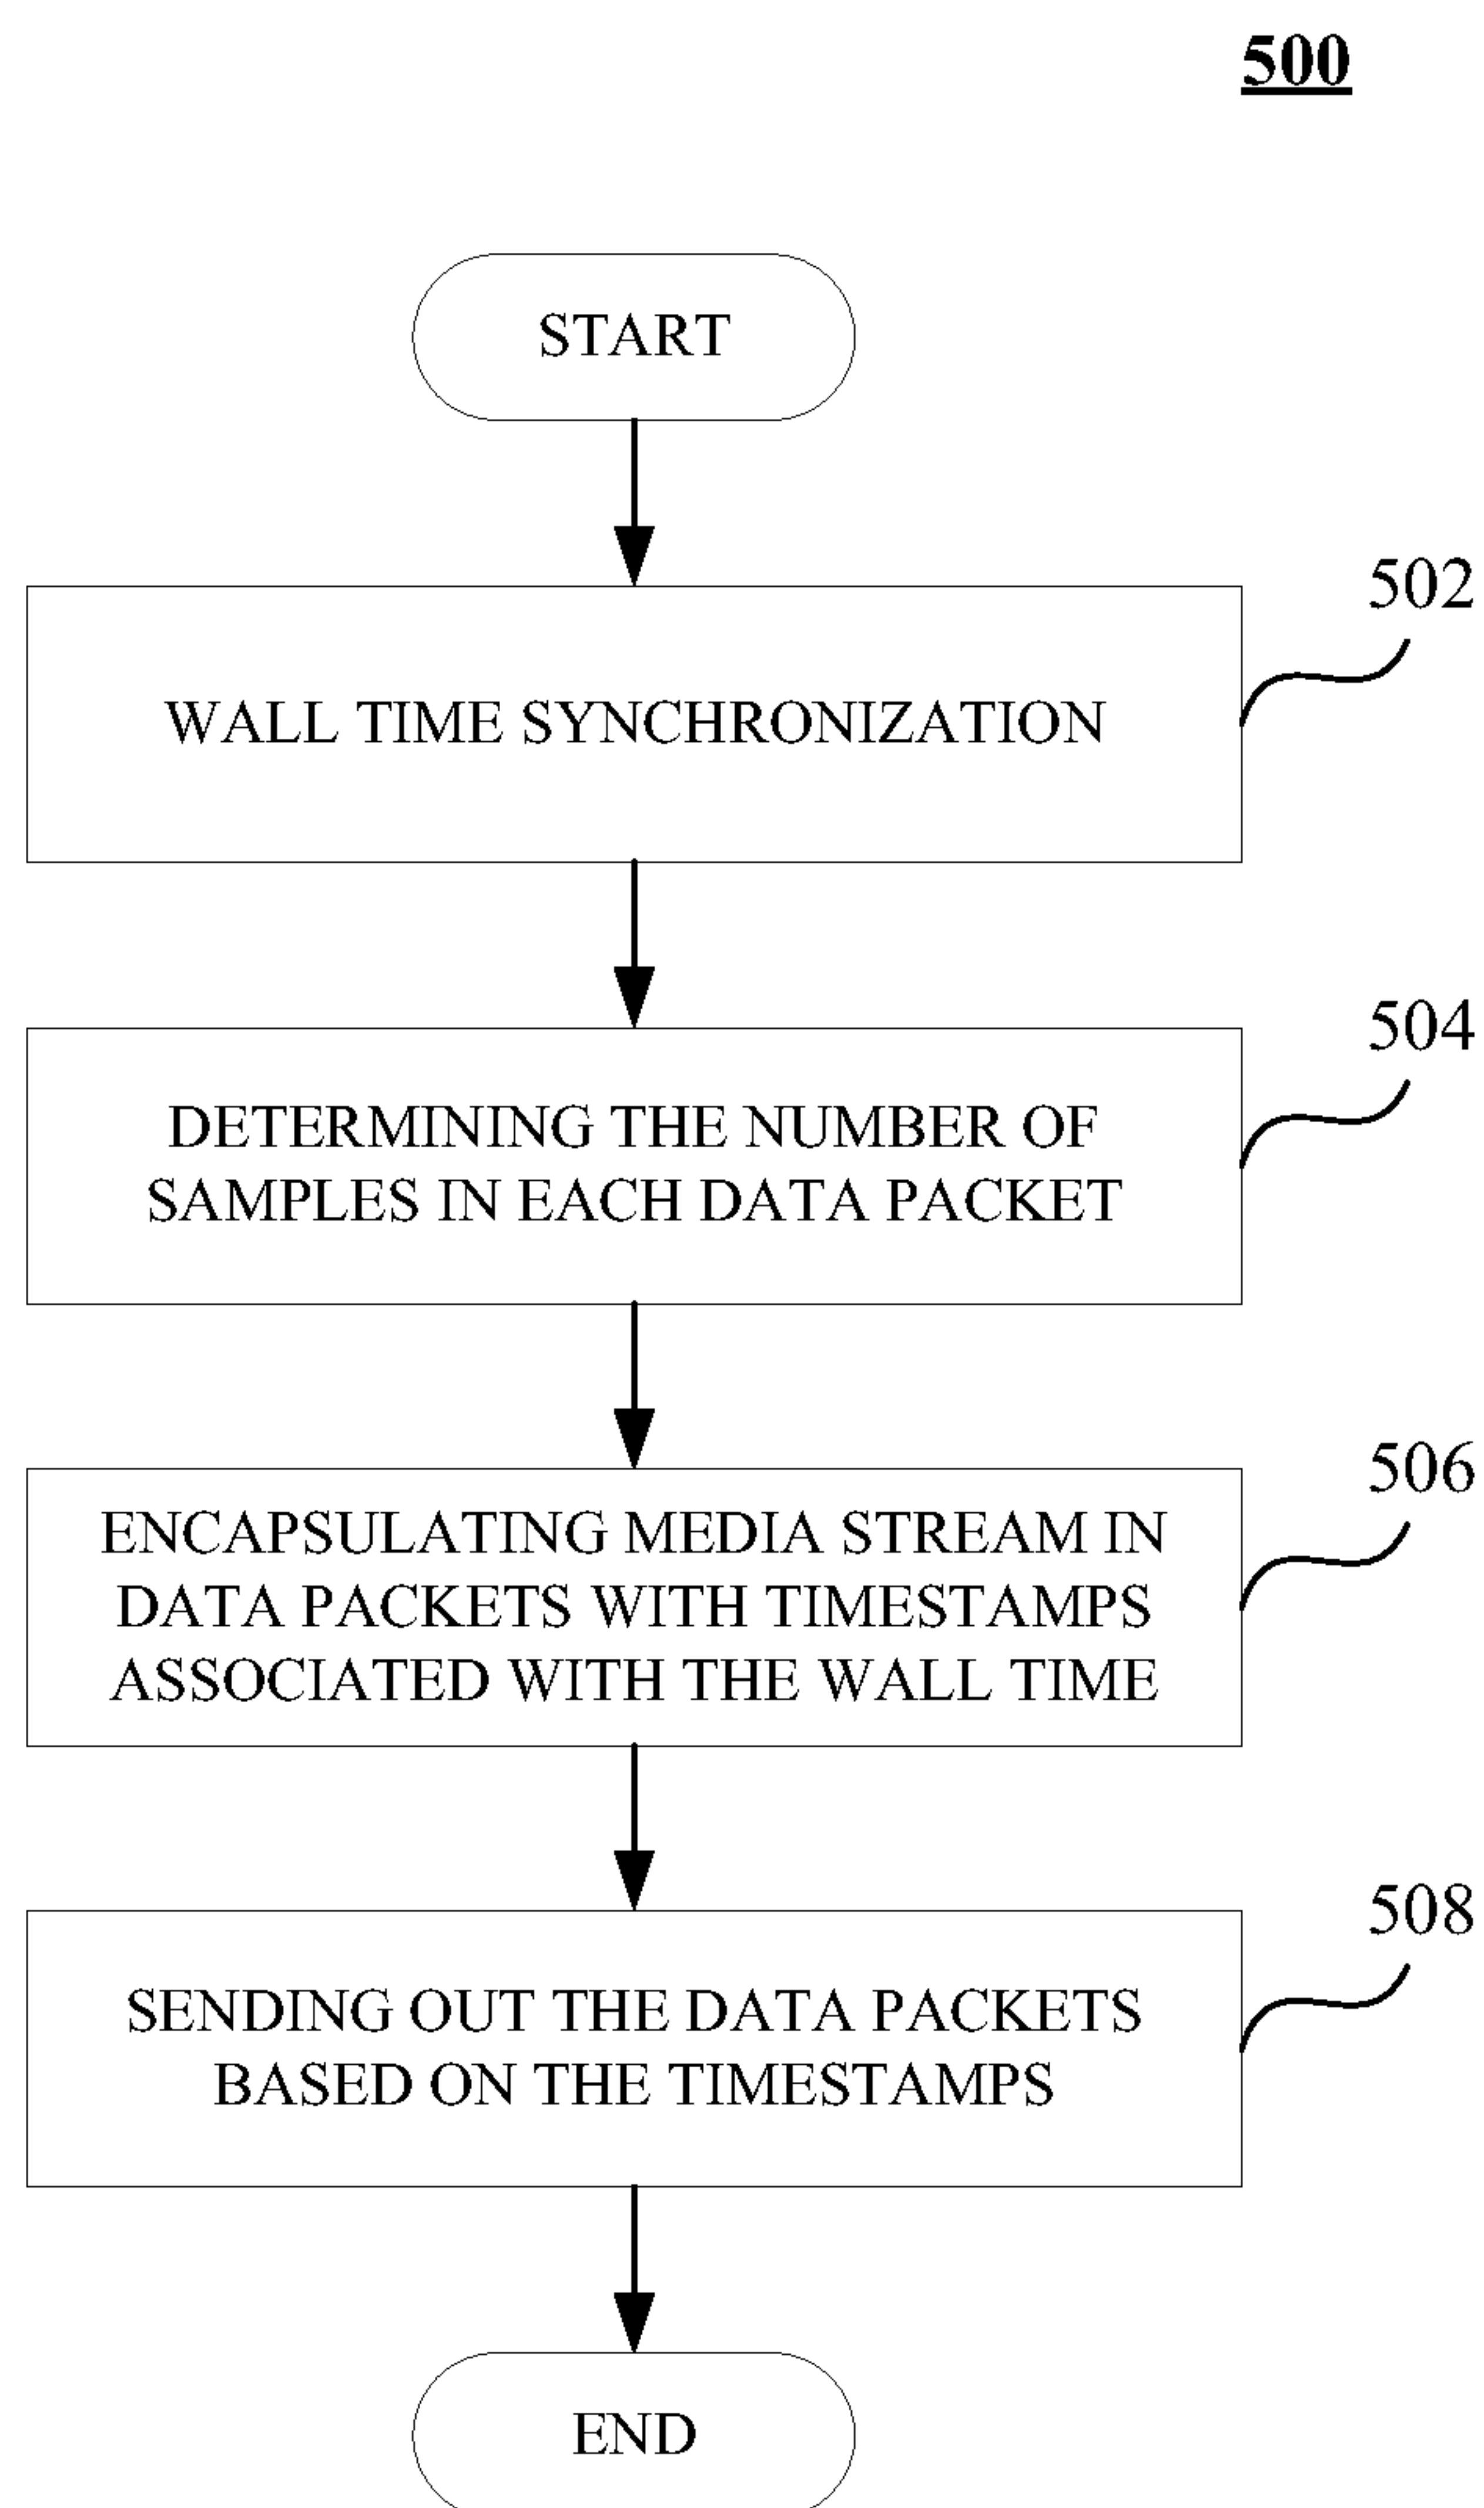 500
START
502
WALL TIME SYNCHRONIZATION
504
DETERMINING THE NUMBER OF
SAMPLES IN EACH DATA PACKET
506
ENCAPSULATING MEDIA STREAM IN
DATA PACKETS WITH TIMESTAMPS
ASSOCIATED WITH THE WALL TIME
508
SENDING OUT THE DATA PACKETS
BASED ON THE TIMESTAMPS
END